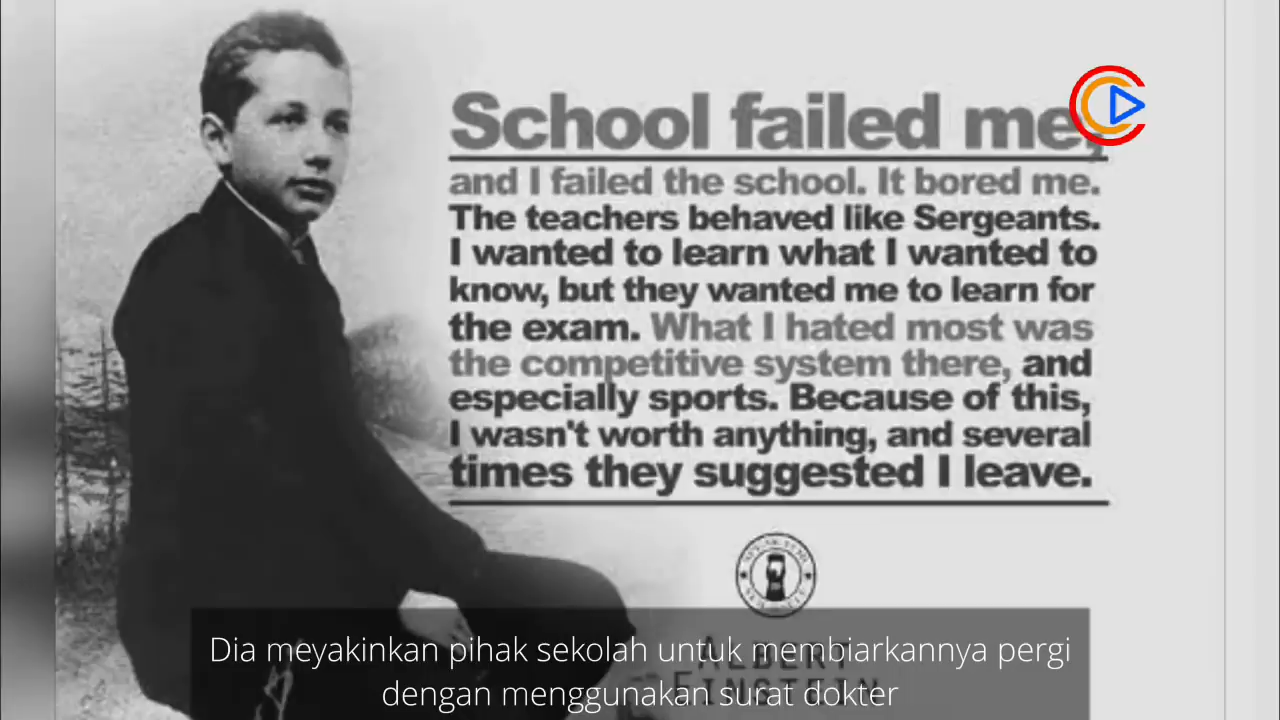 School failed me,
and I failed the school. It bored me.
The teachers behaved like Sergeants.
I wanted to learn what I wanted to
know, but they wanted me to learn for
the exam. What I hated most was
the competitive system there, and
especially sports. Because of this,
I wasn't worth anything, and several
times they suggested I leave.
ALBERT
EINSTEIN
Dia meyakinkan pihak sekolah untuk membiarkannya pergi
dengan menggunakan surat dokter